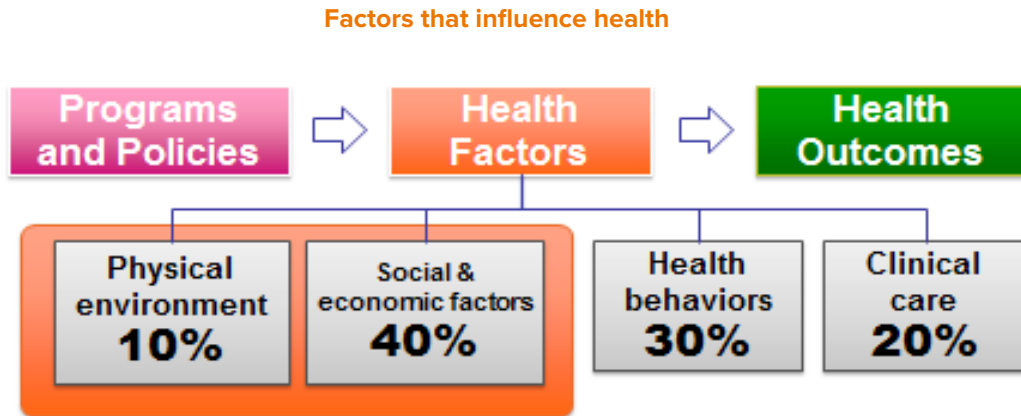 Factors that influence health
Programs
and Policies
Health
Factors
Health
Outcomes
Physical
environment
10%
Social &
economic factors
40%
Health
behaviors
30%
Clinical
care
20%